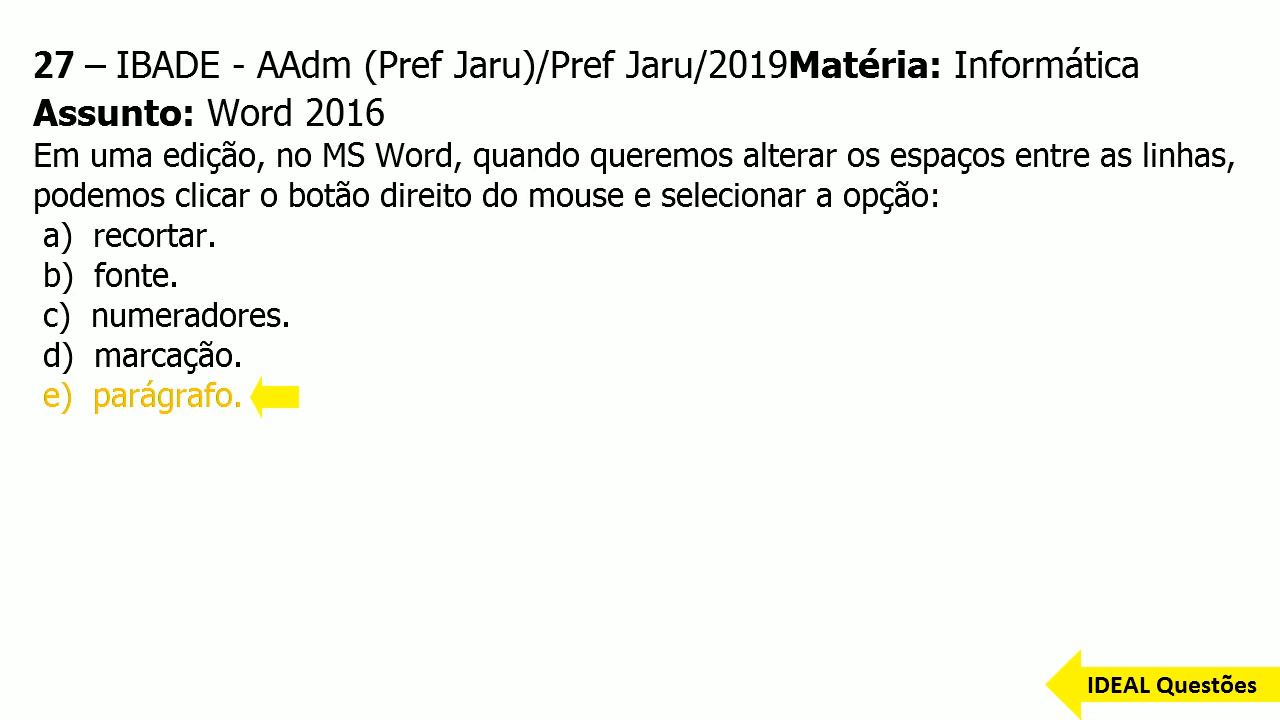 27 – IBADE - AAdm (Pref Jaru)/Pref Jaru/2019Matéria: Informática
Assunto: Word 2016
Em uma edição, no MS Word, quando queremos alterar os espaços entre as linhas,
podemos clicar o botão direito do mouse e selecionar a opção:
a) recortar.
b) fonte.
c) numeradores.
d) marcação.
e) parágrafo.
IDEAL Questões